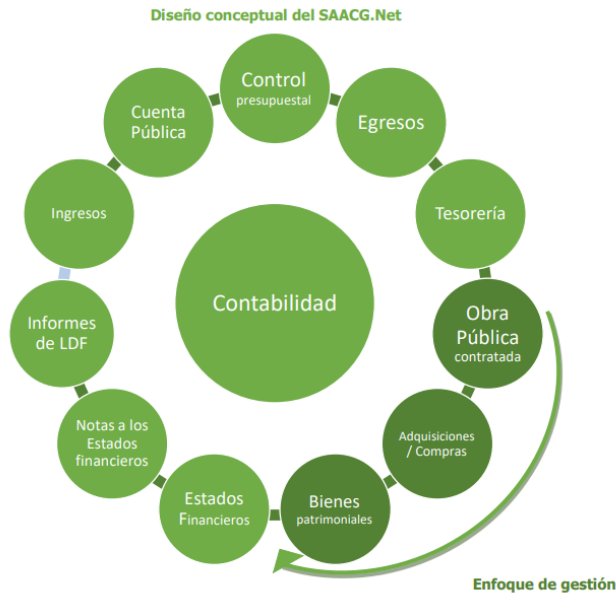 Diseño conceptual del SAACG.Net
Control
presupuestal
Egresos
Tesorería
Obra
Pública
contratada
Adquisiciones
/ Compras
Bienes
patrimoniales
Estados
Financieros
Notas a los
Estados
financieros
Informes
de LDF
Ingresos
Cuenta
Pública
Contabilidad
Enfoque de gestión